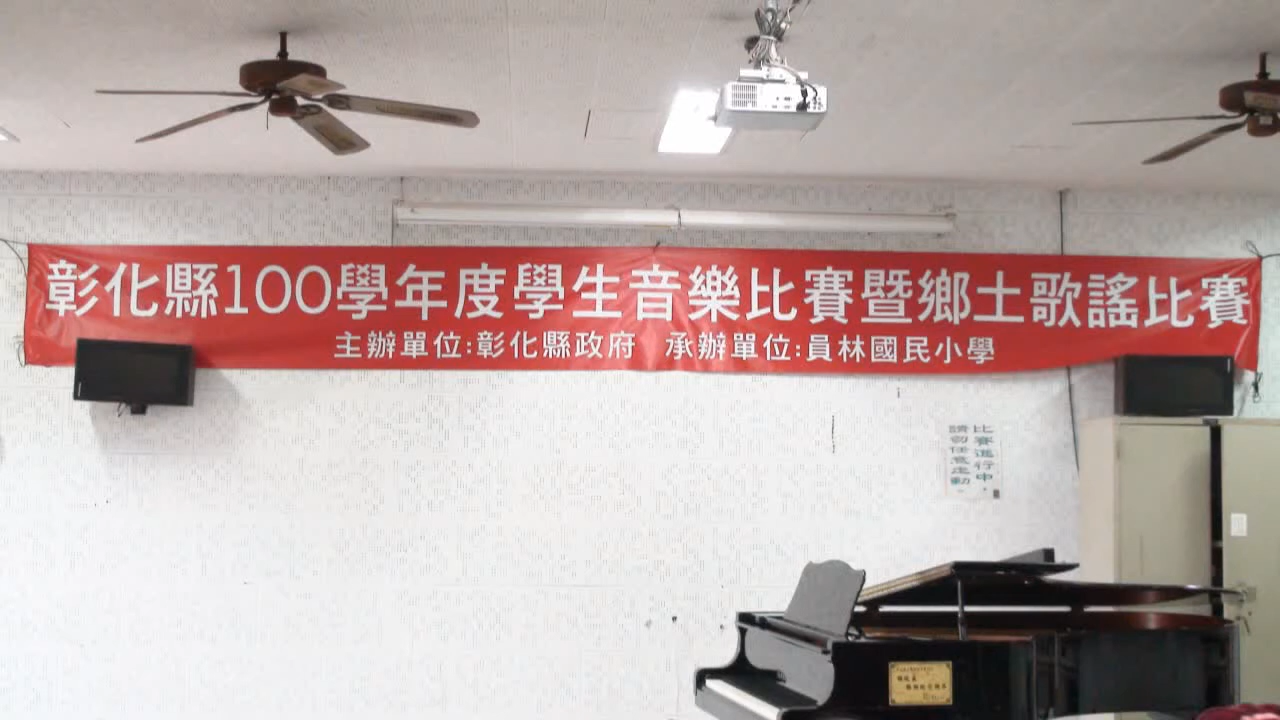 彰化縣100學年度學生音樂比賽暨鄉土歌謠比賽
主辦單位:彰化縣政府 承辦單位:員林國民小學
比賽進行中，
請勿任意走動。